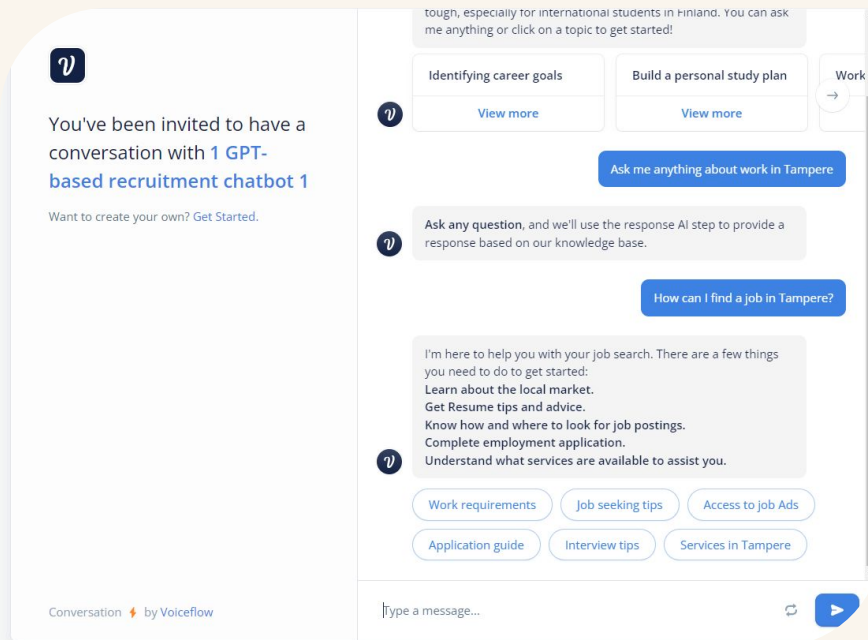 You've been invited to have a
conversation with 1 GPT-
based recruitment chatbot 1
Want to create your own? Get Started.
Conversation by Voiceflow
tough, especially for international students in Finland. You can ask
me anything or click on a topic to get started!
Identifying career goals
View more
Build a personal study plan
View more
Work
Ask me anything about work in Tampere
Ask any question, and we'll use the response AI step to provide a
response based on our knowledge base.
How can I find a job in Tampere?
I'm here to help you with your job search. There are a few things
you need to do to get started:
Learn about the local market.
Get Resume tips and advice.
Know how and where to look for job postings.
Complete employment application.
Understand what services are available to assist you.
Work requirements
Job seeking tips
Access to job Ads
Application guide
Interview tips
Services in Tampere
Type a message...